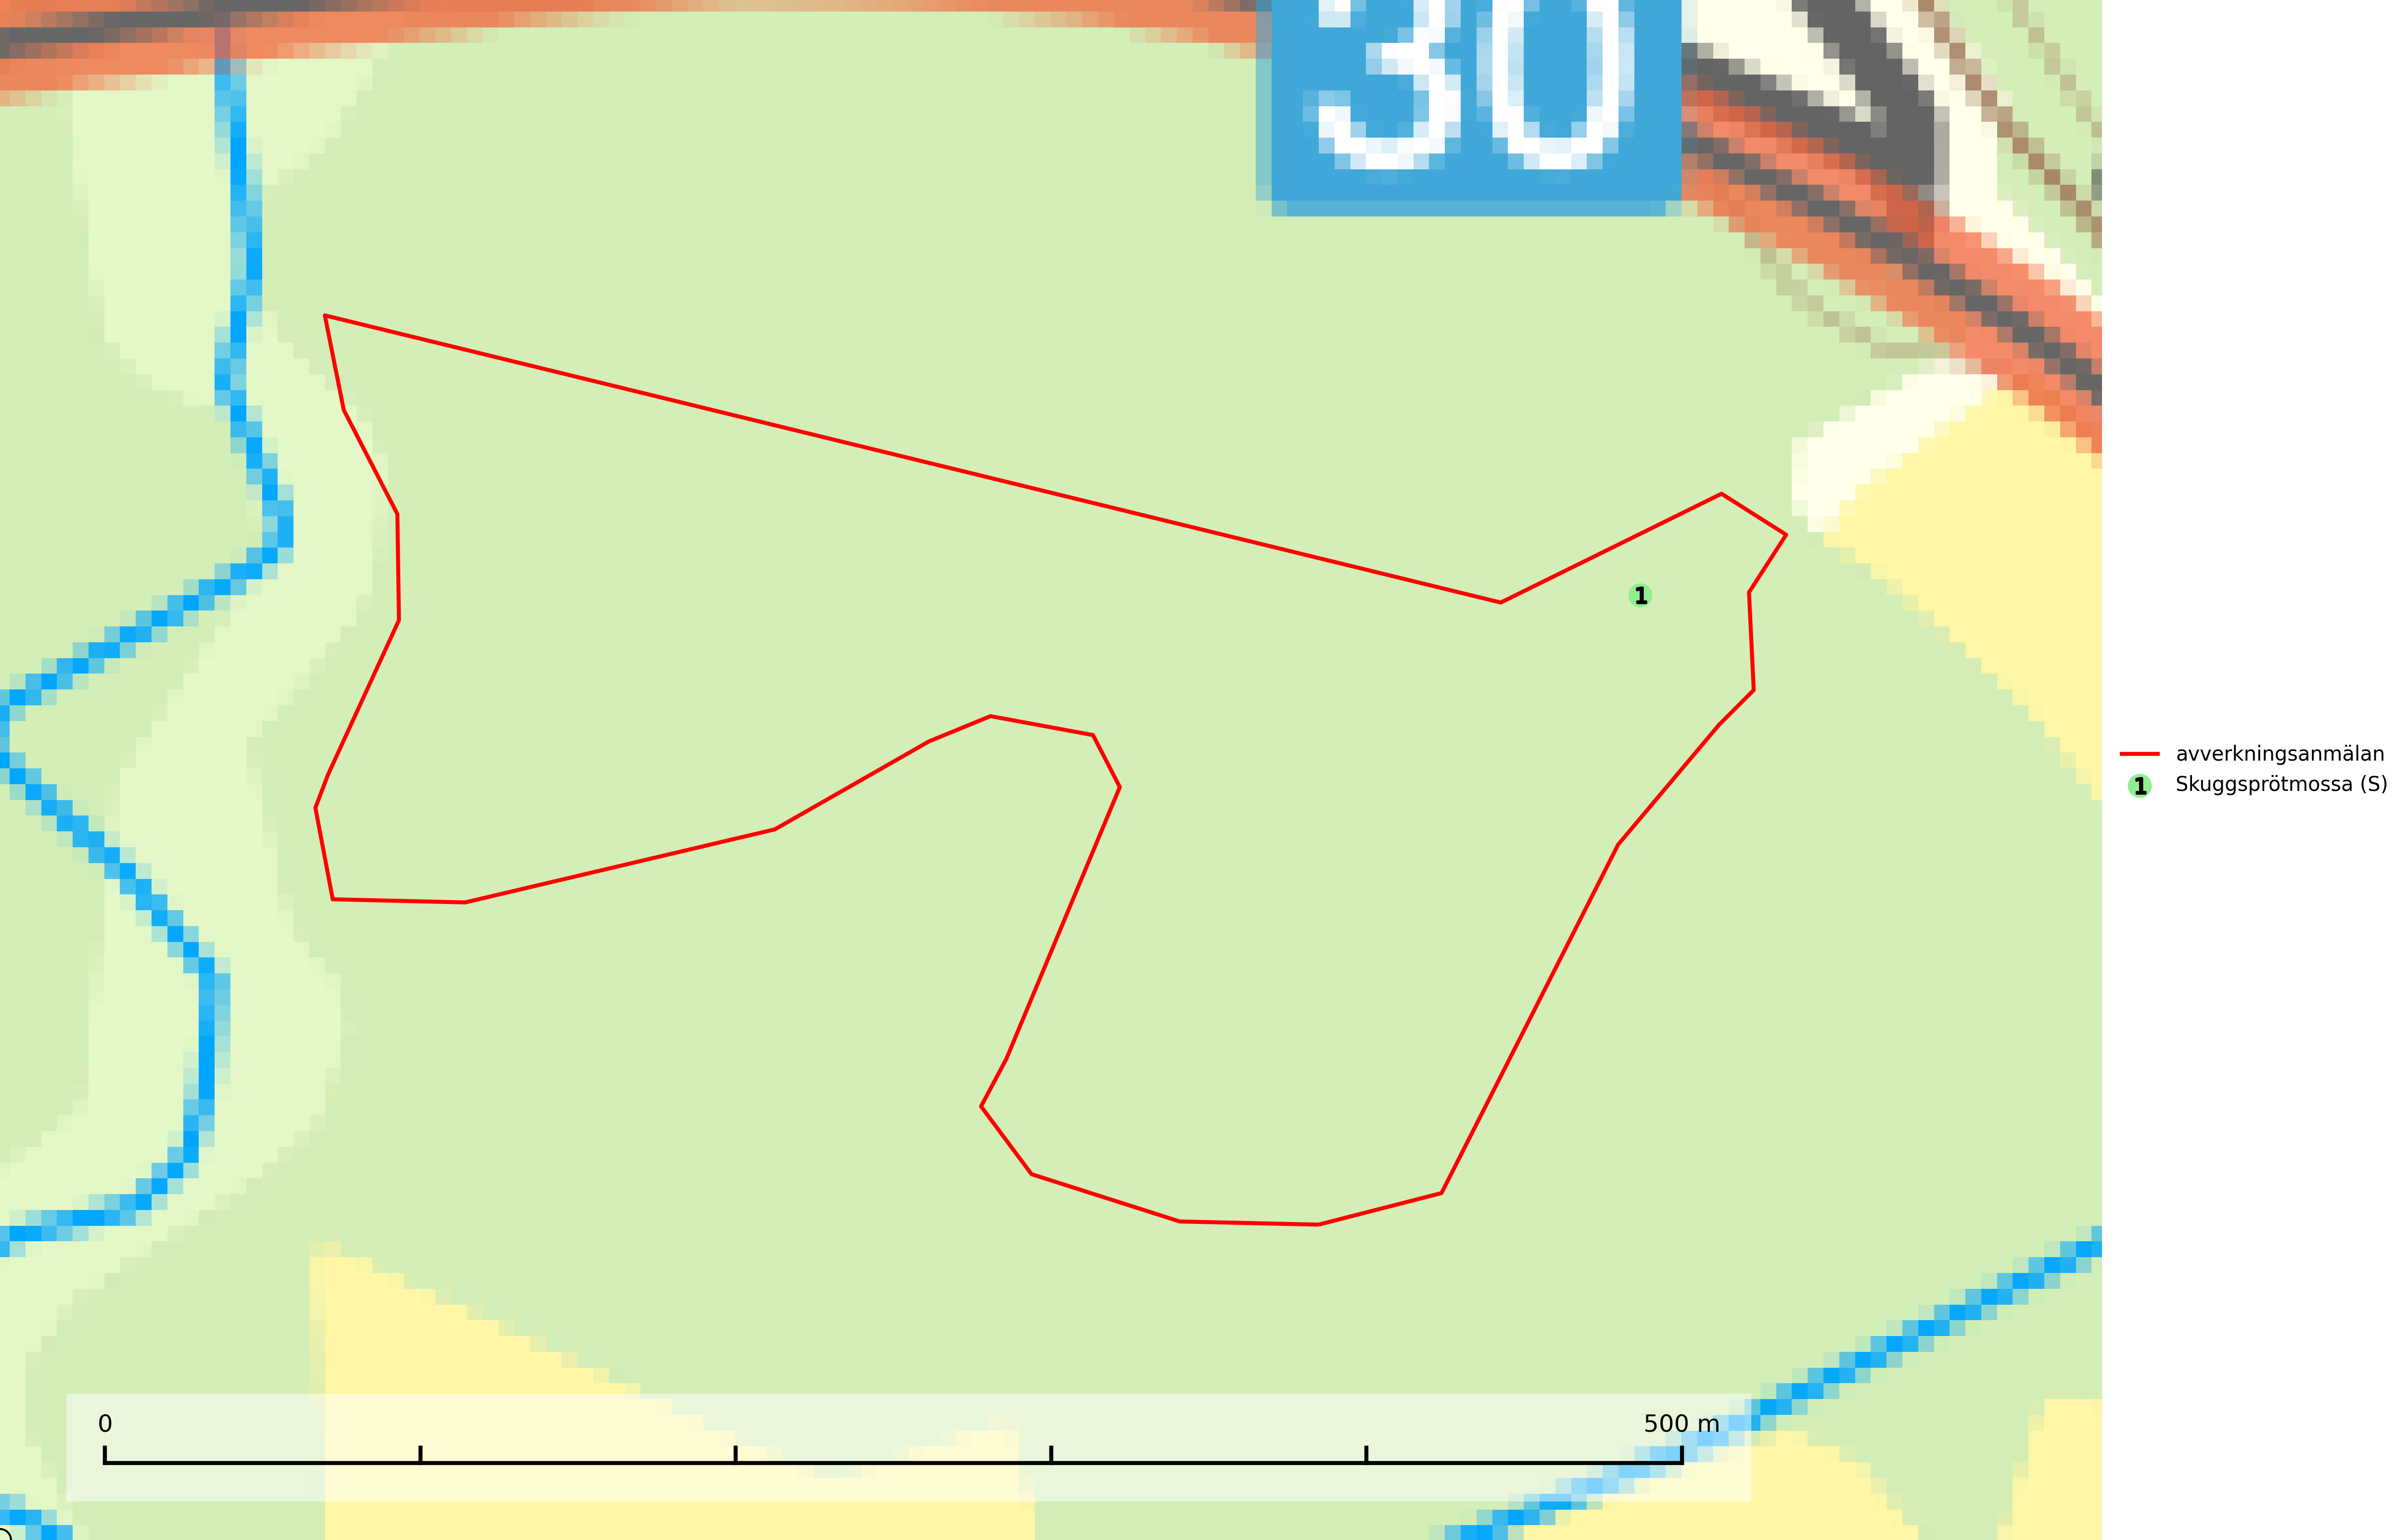 30
avverkningsanmälan
1 Skuggsprötmossa (S)
1
0 500 m